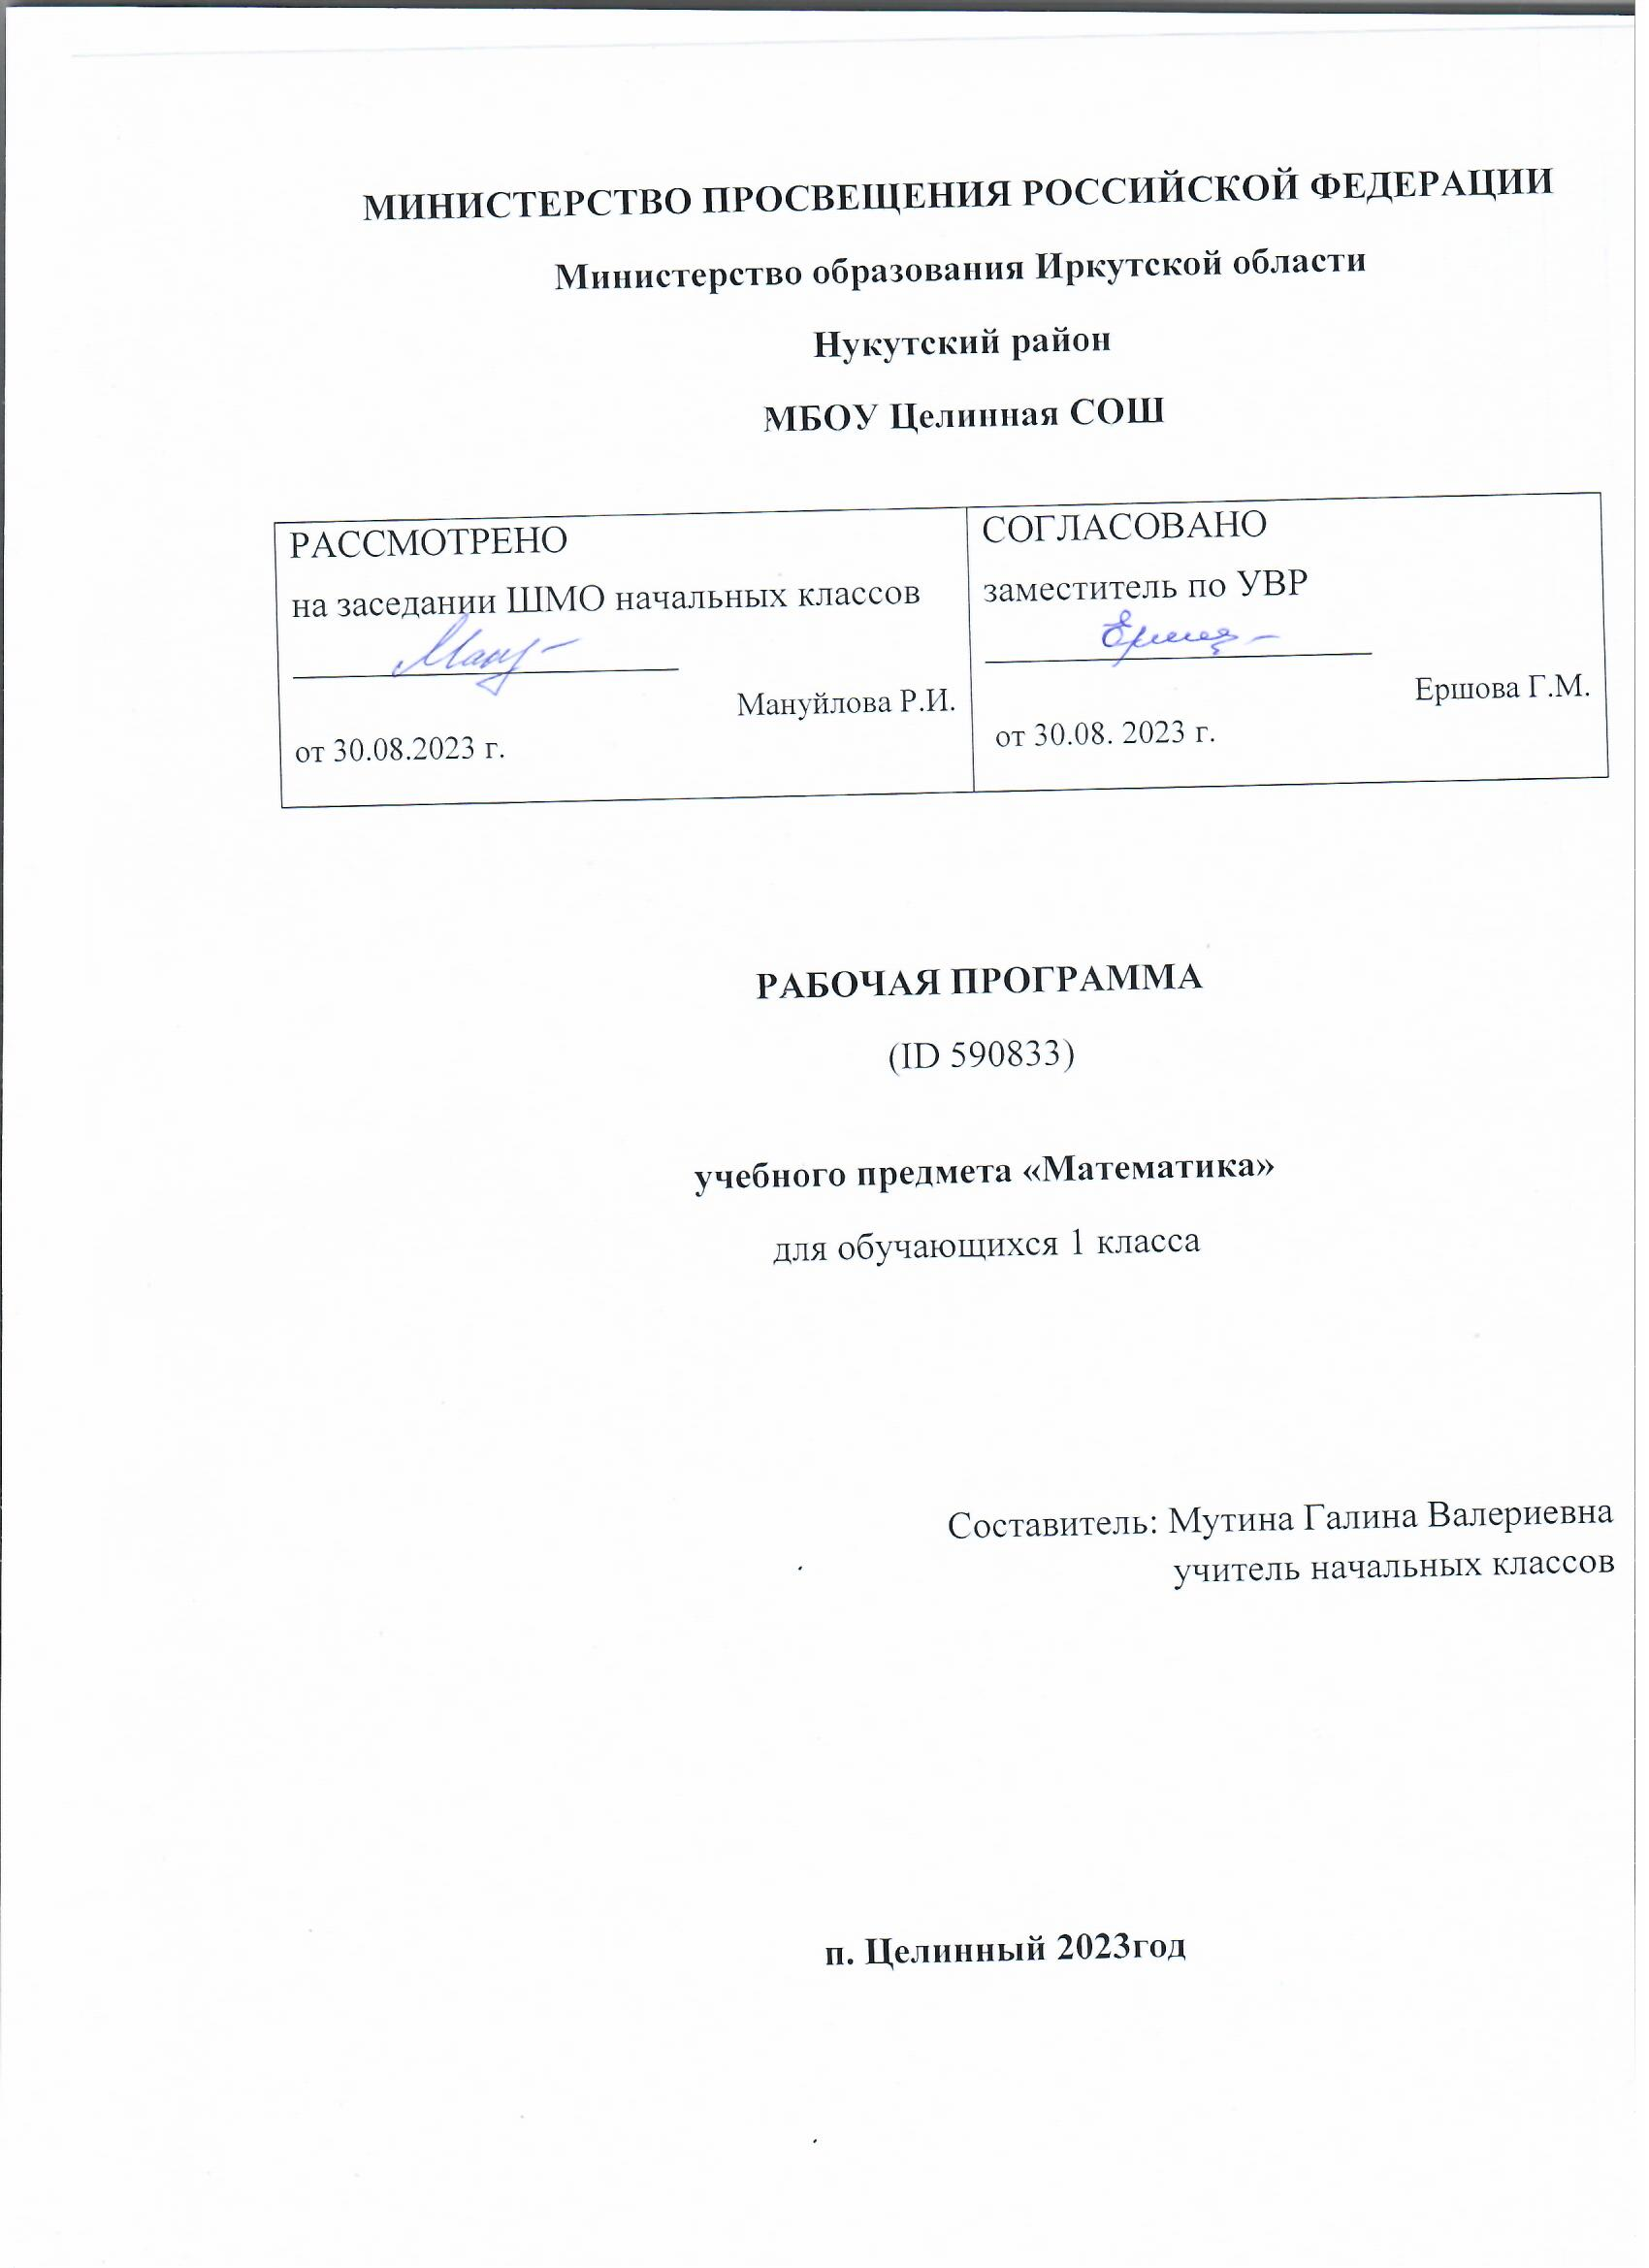 МИНИСТЕРСТВО ПРОСВЕЩЕНИЯ РОССИЙСКОЙ ФЕДЕРАЦИИ
Министерство образования Иркутской области
Нукутский район
МБОУ Целинная СОШ
РАССМОТРЕНО
на заседании ШМО начальных классов
Мануйлова Р.И.
от 30.08.2023 г.
СОГЛАСОВАНО
заместитель по УВР
Ершова Г.М.
от 30.08. 2023 г.
РАБОЧАЯ ПРОГРАММА
(ID 590833)
учебного предмета «Математика»
для обучающихся 1 класса
Составитель: Мутина Галина Валериевна
учитель начальных классов
п. Целинный 2023год